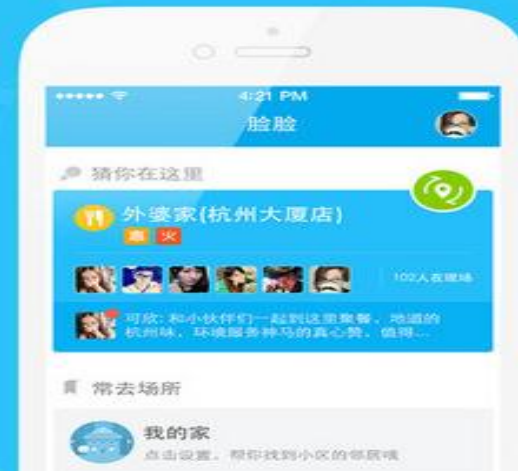 4:21 PM
脸脸
猜你在这里
外婆家(杭州大厦店)
惠 火
102人在现场
可欣: 和小伙伴们一起到这里聚餐，地道的
杭州味，环境服务神马的真心赞，值得...
常去场所
我的家
点击设置，帮你找到小区的邻居哦